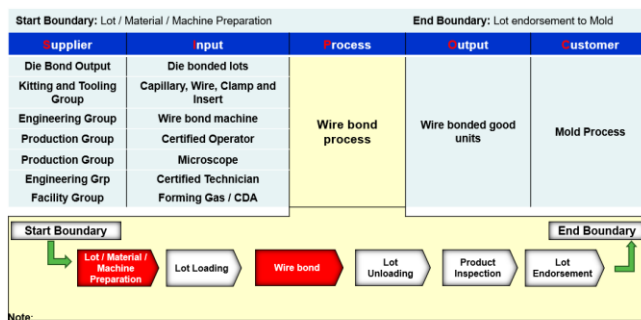 Start Boundary: Lot / Material / Machine Preparation
End Boundary: Lot endorsement to Mold
Supplier Input Process Output Customer
Die Bond Output
Die bonded lots
Kitting and Tooling
Group
Capillary, Wire, Clamp and
Insert
Engineering Group
Wire bond machine
Production Group
Certified Operator
Production Group
Microscope
Engineering Grp
Certified Technician
Facility Group
Forming Gas / CDA
Wire bond
process
Wire bonded good
units
Mold Process
Start Boundary
End Boundary
Lot / Material /
Machine
Preparation
Lot Loading
Wire bond
Lot
Unloading
Product
Inspection
Lot
Endorsement
Note: